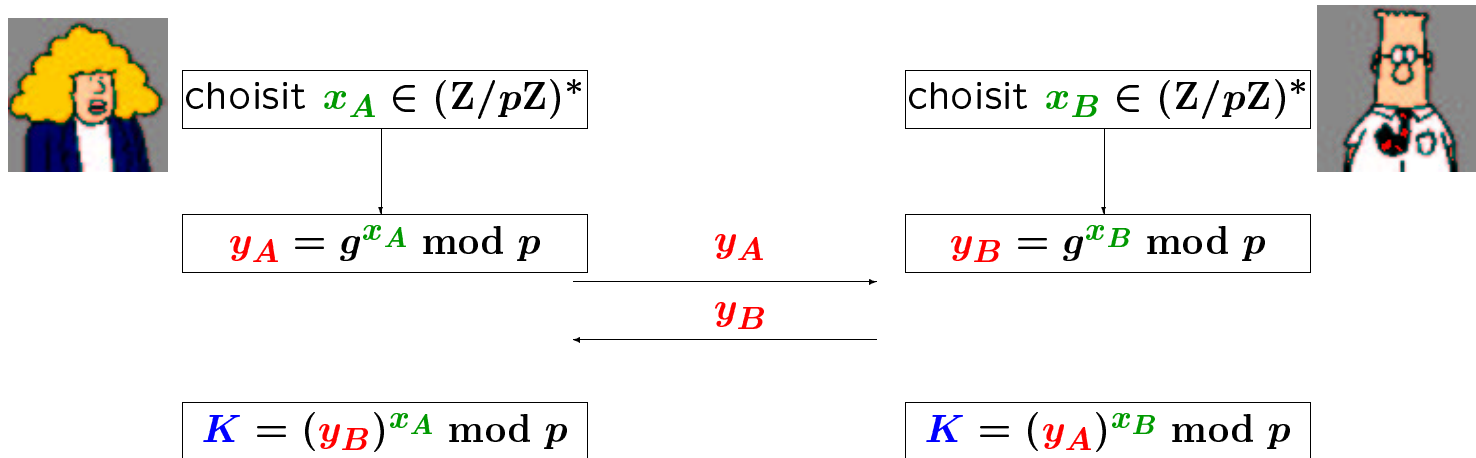 choisit x_A ∈ (Z/pZ)*
choisit x_B ∈ (Z/pZ)*
y_A = g^{x_A} mod p
y_A
y_B = g^{x_B} mod p
y_B
K = (y_B)^{x_A} mod p
K = (y_A)^{x_B} mod p